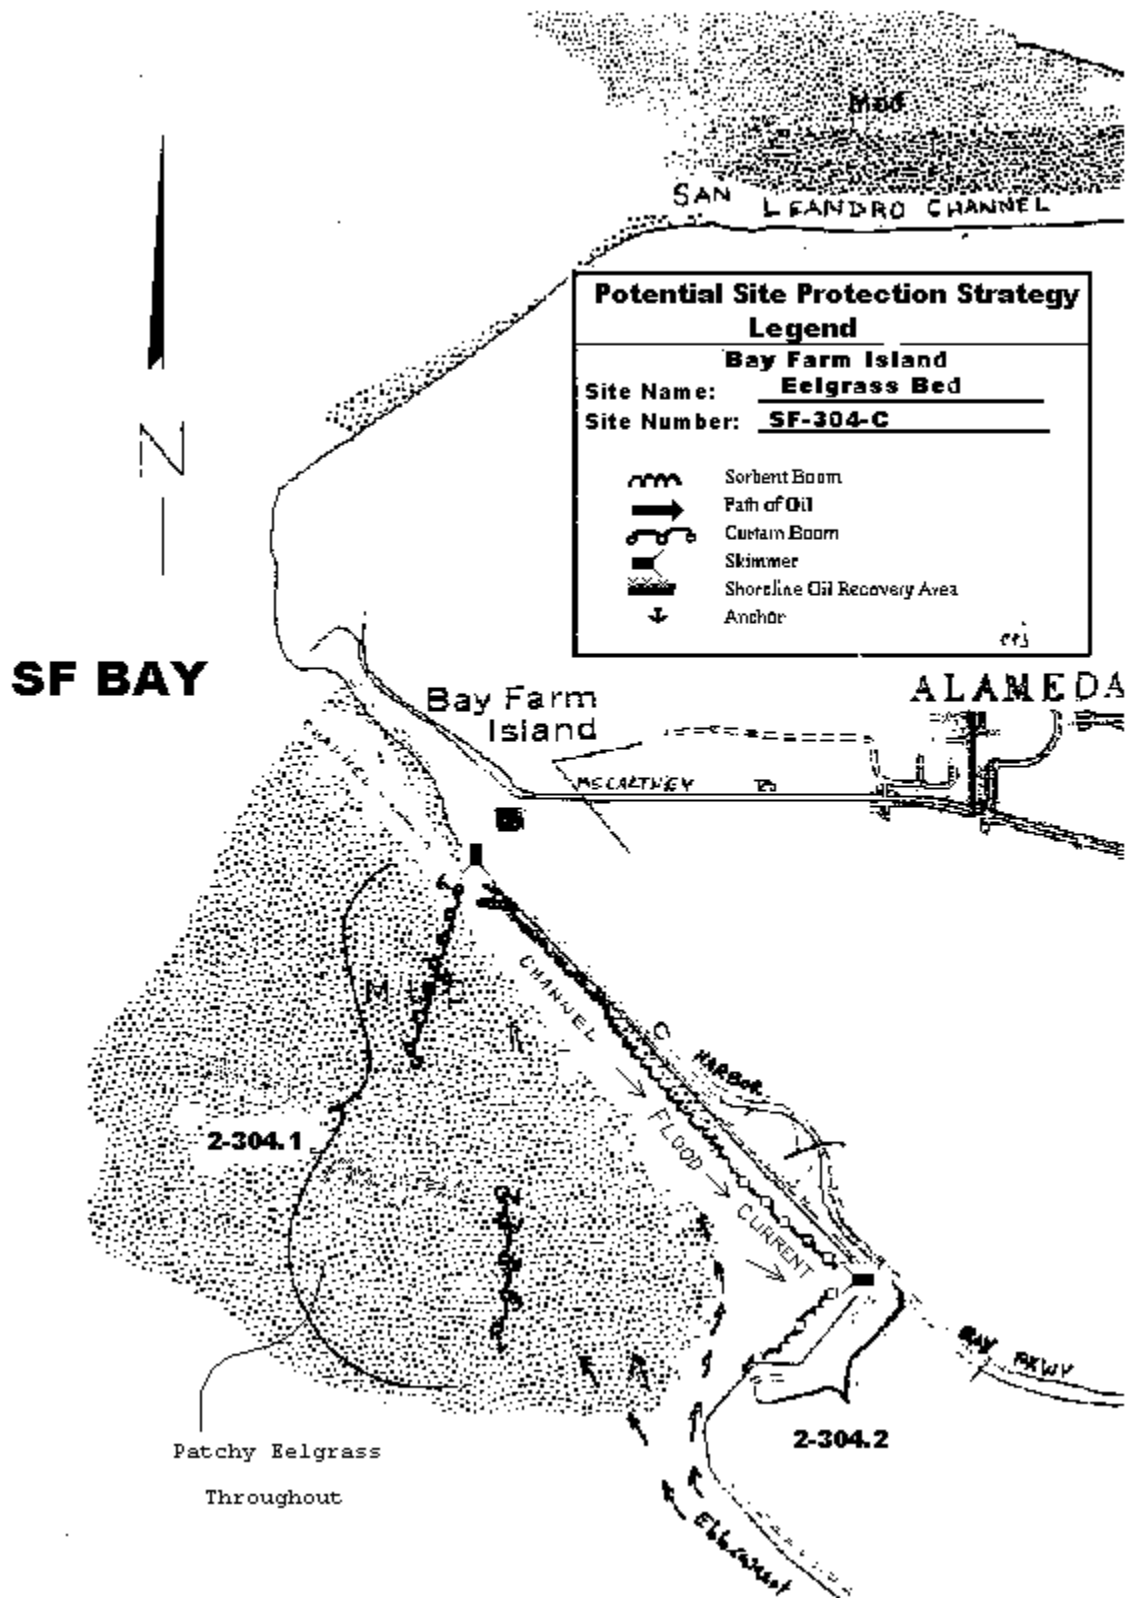 Mud
SAN LEANDRO CHANNEL
Potential Site Protection Strategy
Legend
Bay Farm Island
Site Name: Eelgrass Bed
Site Number: SF-304-C
Sorbent Boom
Path of Oil
Curtain Boom
Skimmer
Shoreline Oil Recovery Area
Anchor
N
SF BAY
ALAMEDA
Bay Farm
Island
McCARTNEY RD
CHANNEL
HARBOR
2-304.1
FLOOD
CURRENT
BAY PKWY
2-304.2
Patchy Eelgrass
Throughout
Ebb current